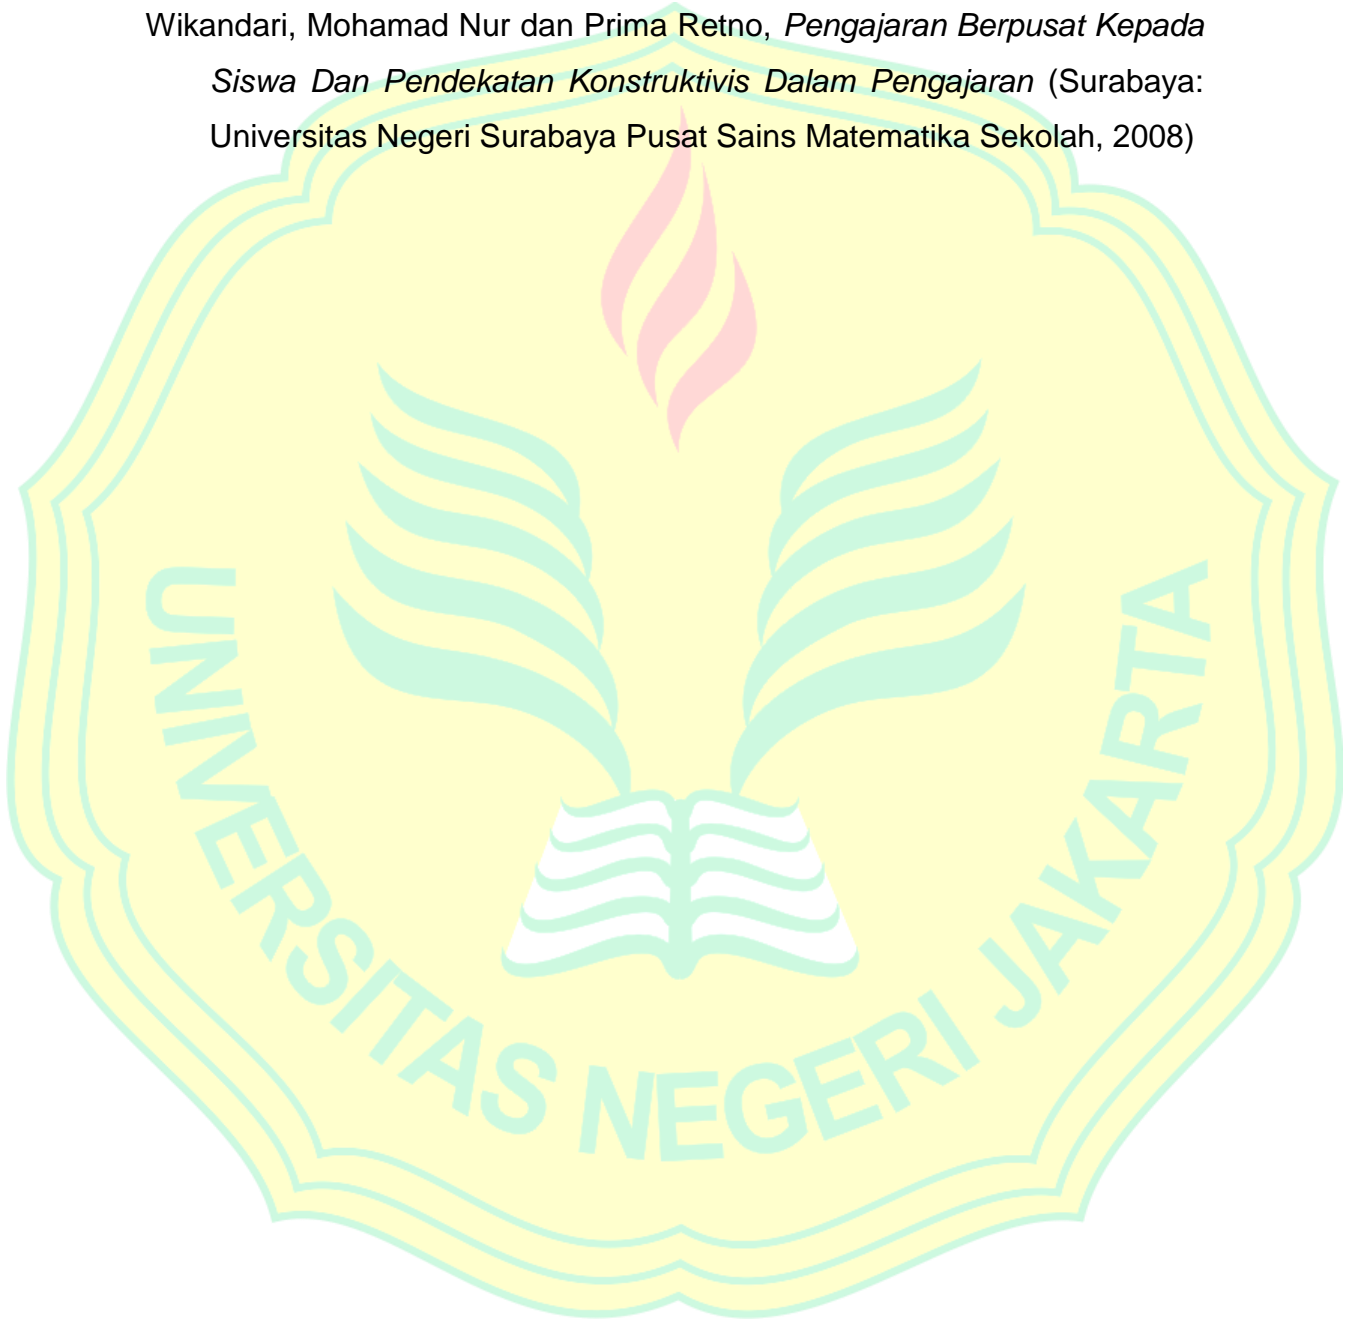 Wikandari, Mohamad Nur dan Prima Retno, Pengajaran Berpusat Kepada
Siswa Dan Pendekatan Konstruktivis Dalam Pengajaran (Surabaya:
Universitas Negeri Surabaya Pusat Sains Matematika Sekolah, 2008)
UNIVERSITAS NEGERI JAKARTA